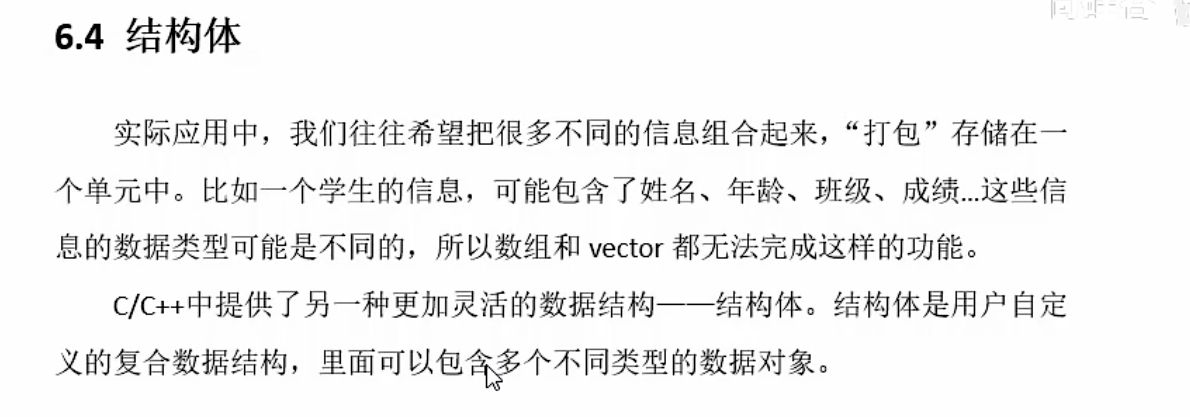 6.4 结构体
实际应用中，我们往往希望把很多不同的信息组合起来，“打包”存储在一
个单元中。比如一个学生的信息，可能包含了姓名、年龄、班级、成绩...这些信
息的数据类型可能是不同的，所以数组和 vector 都无法完成这样的功能。
C/C++中提供了另一种更加灵活的数据结构——结构体。结构体是用户自定
义的复合数据结构，里面可以包含多个不同类型的数据对象。